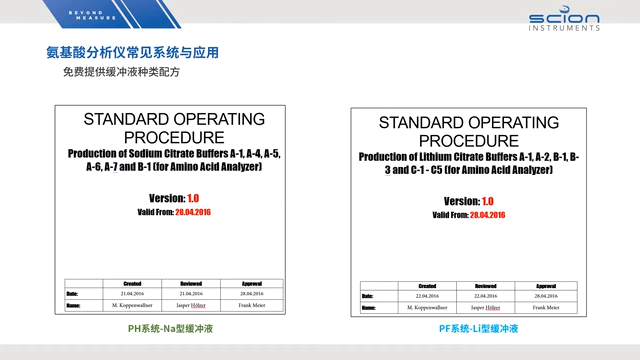 BEYOND
MEASURE
SCION
INSTRUMENTS
氨基酸分析仪常见系统与应用
免费提供缓冲液种类配方
STANDARD OPERATING
PROCEDURE
Production of Sodium Citrate Buffers A-1, A-4, A-5,
A-6, A-7 and B-1 (for Amino Acid Analyzer)
Version: 1.0
Valid From: 28.04.2016
Created Reviewed Approval
Date: 21.04.2016 21.04.2016 28.04.2016
Name: M. Koppenwallner Jasper Hölzer Frank Meier
PH系统-Na型缓冲液
STANDARD OPERATING
PROCEDURE
Production of Lithium Citrate Buffers A-1, A-2, B-1, B-
3 and C-1 - C5 (for Amino Acid Analyzer)
Version: 1.0
Valid From: 28.04.2016
Created Reviewed Approval
Date: 22.04.2016 22.04.2016 28.04.2016
Name: M. Koppenwallner Jasper Hölzer Frank Meier
PF系统-Li型缓冲液